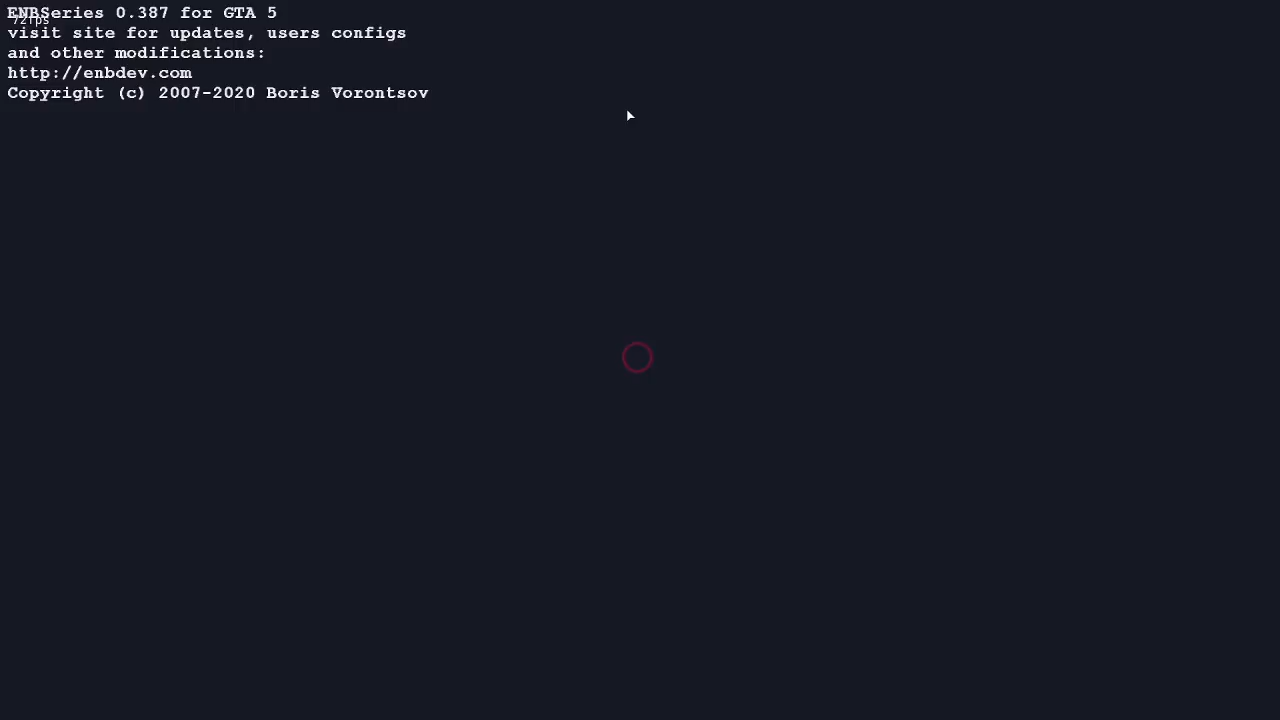 ENBSeries 0.387 for GTA 5
72fps
visit site for updates, users configs
and other modifications:
http://enbdev.com
Copyright (c) 2007-2020 Boris Vorontsov